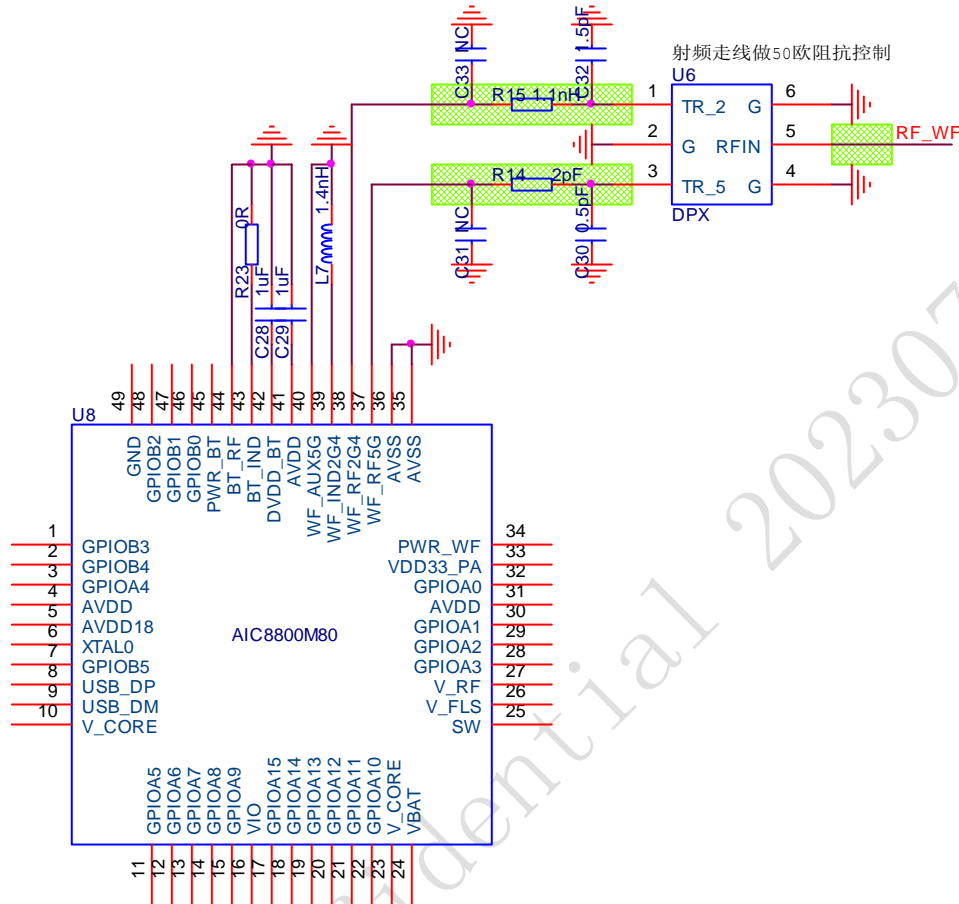 C33 NC
C32 1.5pF
射频走线做50欧阻抗控制
U6
R15 1.1nH
1 TR_2 G 6
2 G RFIN 5
RF_WF
3 TR_5 G 4
R14 2pF
DPX
C31 NC
C30 0.5pF
R23 0R
C28 1uF
C29 1uF
L7 1.4nH
U8
49 48 47 46 45 44 43 42 41 40 39 38 37 36 35
GND
GPIOB2
GPIOB1
GPIOB0
PWR_BT
BT_RF
BT_IND
DVDD_BT
AVDD
WF_AUX5G
WF_IND2G4
WF_RF2G4
WF_RF5G
AVSS
AVSS
1 GPIOB3
2 GPIOB4
3 GPIOA4
4 AVDD
5 AVDD18
6 XTAL0
7 GPIOB5
8 USB_DP
9 USB_DM
10 V_CORE
AIC8800M80
PWR_WF 34
VDD33_PA 33
GPIOA0 32
AVDD 31
GPIOA1 30
GPIOA2 29
GPIOA3 28
V_RF 27
V_FLS 26
SW 25
GPIOA5
GPIOA6
GPIOA7
GPIOA8
GPIOA9
VIO
GPIOA15
GPIOA14
GPIOA13
GPIOA12
GPIOA11
GPIOA10
V_CORE
VBAT
11 12 13 14 15 16 17 18 19 20 21 22 23 24
idential 202307